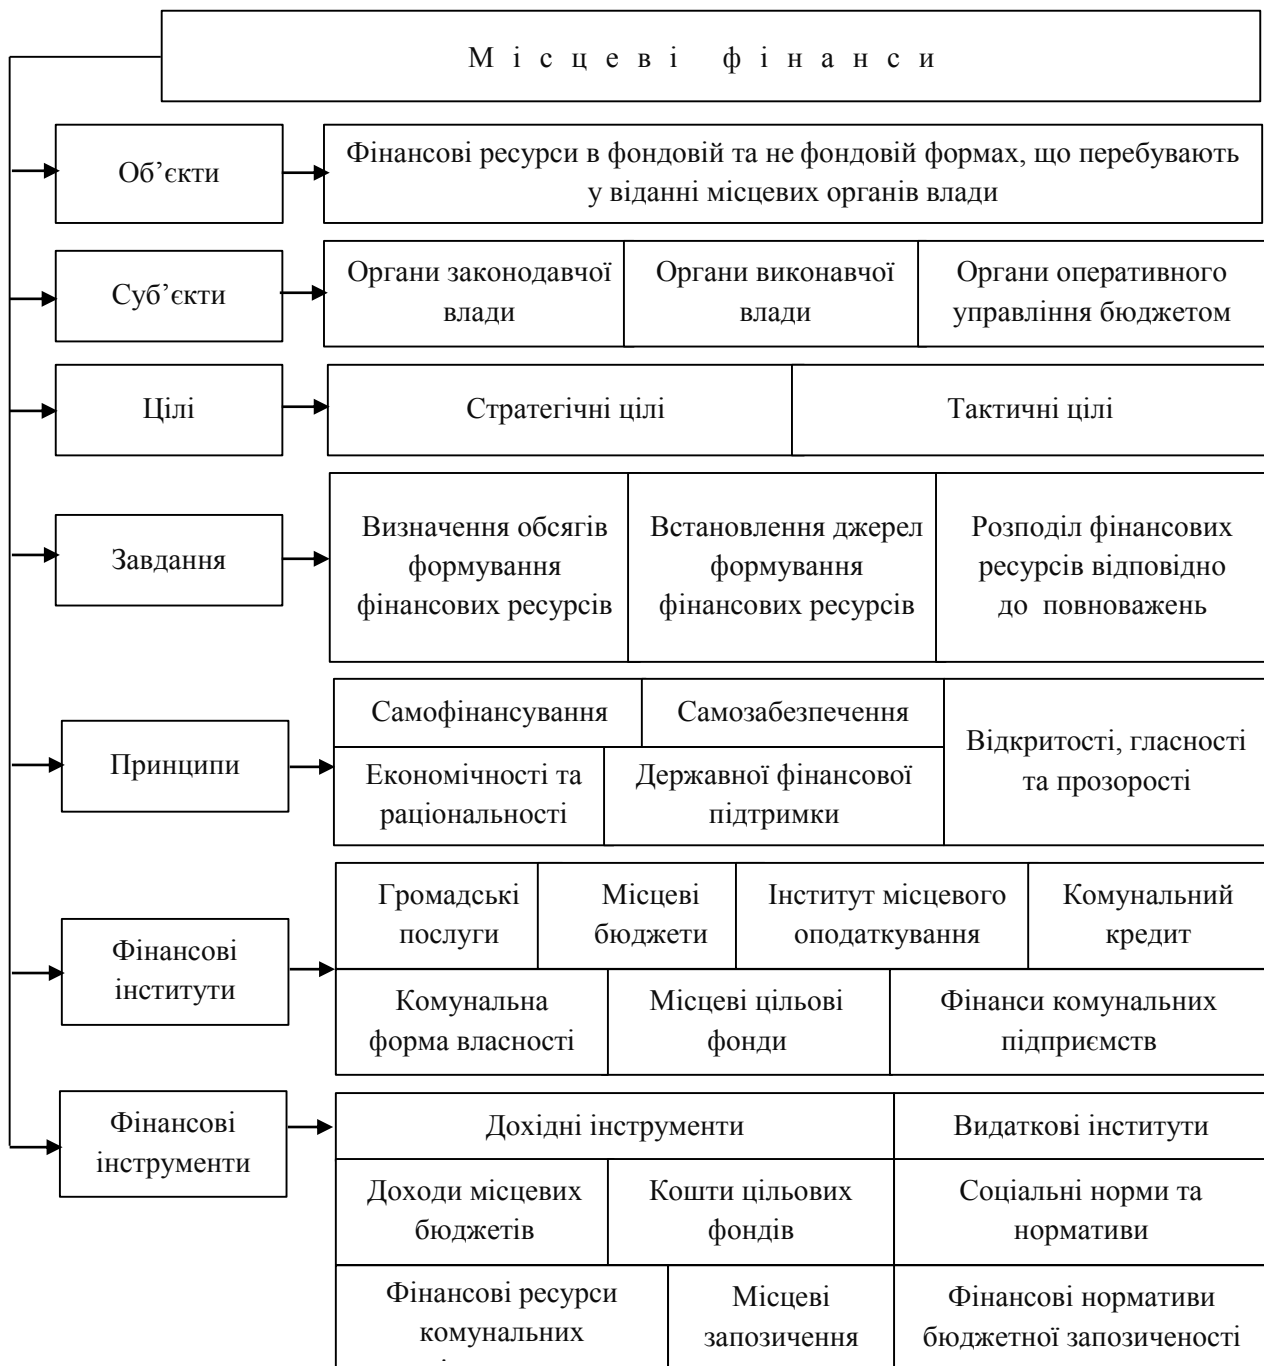 Місцеві фінанси
Об’єкти
Фінансові ресурси в фондовій та не фондовій формах, що перебувають
у віданні місцевих органів влади
Суб’єкти
Органи законодавчої
влади
Органи виконавчої
влади
Органи оперативного
управління бюджетом
Цілі
Стратегічні цілі
Тактичні цілі
Завдання
Визначення обсягів
формування
фінансових ресурсів
Встановлення джерел
формування
фінансових ресурсів
Розподіл фінансових
ресурсів відповідно
до повноважень
Принципи
Самофінансування
Самозабезпечення
Економічності та
раціональності
Державної фінансової
підтримки
Відкритості, гласності
та прозорості
Фінансові
інститути
Громадські
послуги
Місцеві
бюджети
Інститут місцевого
оподаткування
Комунальний
кредит
Комунальна
форма власності
Місцеві цільові
фонди
Фінанси комунальних
підприємств
Фінансові
інструменти
Дохідні інструменти
Видаткові інститути
Доходи місцевих
бюджетів
Кошти цільових
фондів
Соціальні норми та
нормативи
Фінансові ресурси
комунальних
Місцеві
запозичення
Фінансові нормативи
бюджетної запозиченості